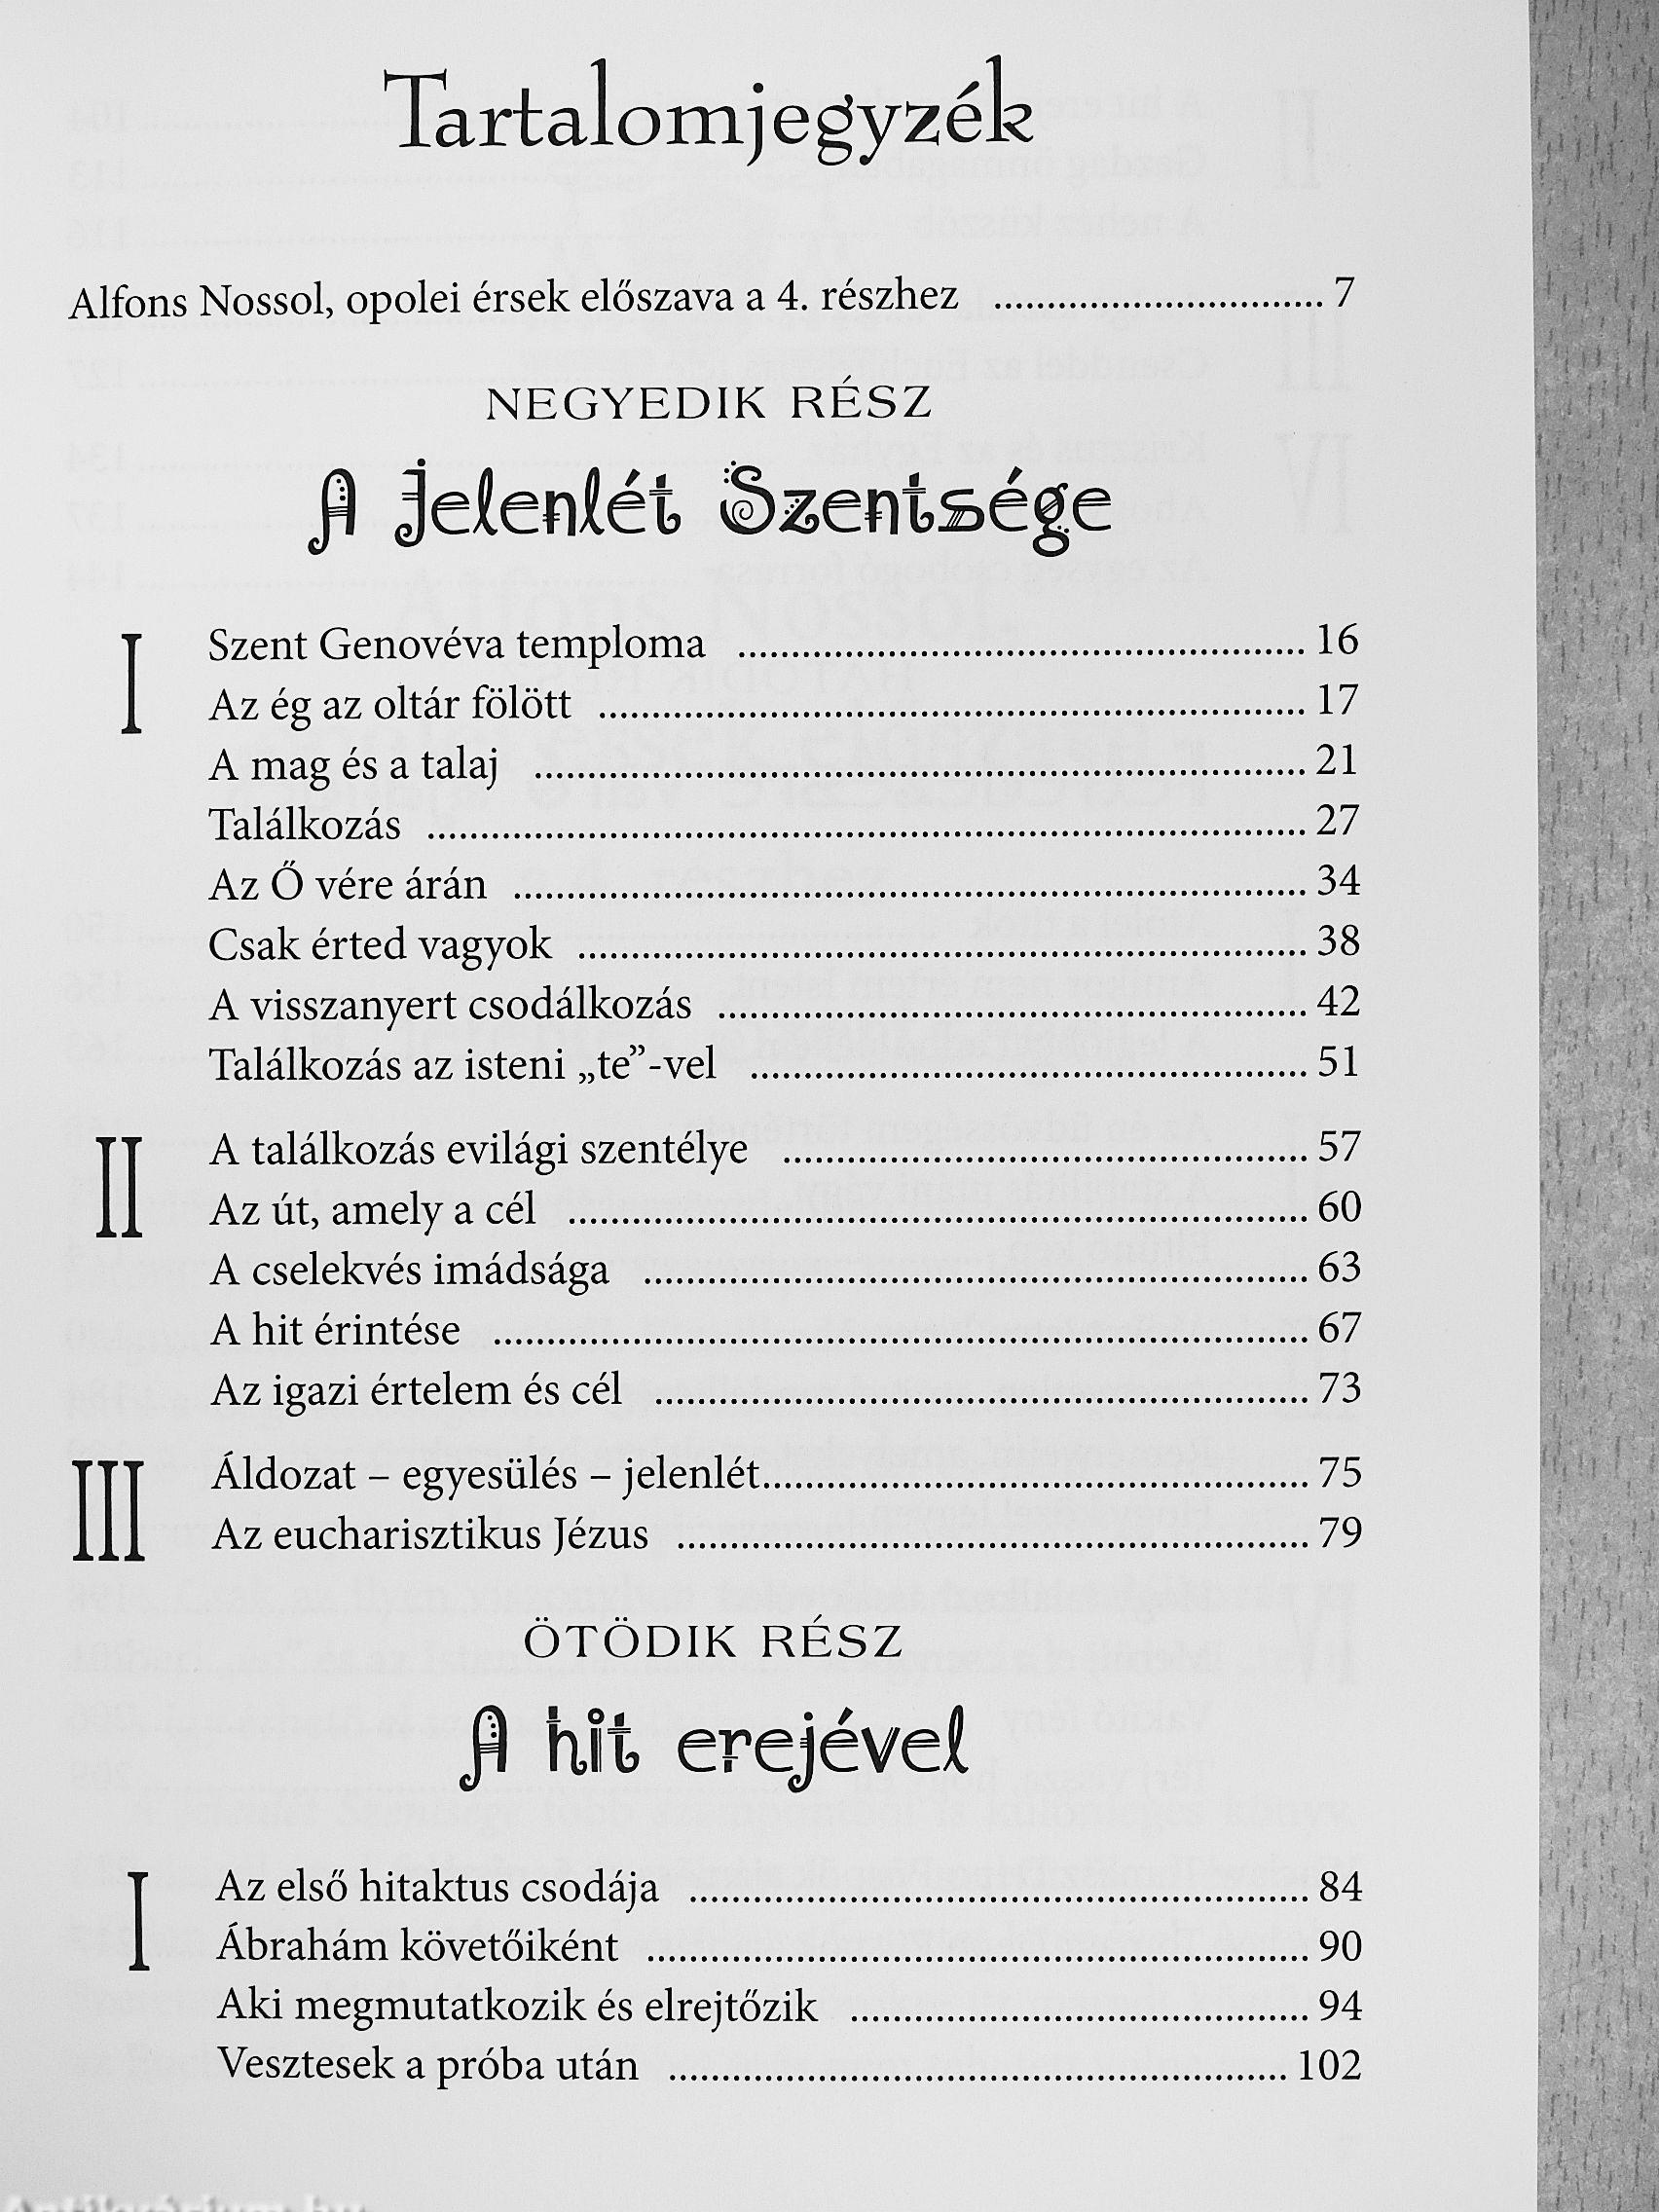 Tartalomjegyzék
Alfons Nossol, opolei érsek előszava a 4. részhez ............................... 7
NEGYEDIK RÉSZ
A Jelenlét Szentsége
I Szent Genovéva temploma ..................................................... 16
Az ég az oltár fölött ................................................................... 17
A mag és a talaj ......................................................................... 21
Találkozás ................................................................................... 27
Az Ő vére árán ........................................................................... 34
Csak érted vagyok ..................................................................... 38
A visszanyert csodálkozás ........................................................ 42
Találkozás az isteni „te”-vel ..................................................... 51
II A találkozás evilági szentélye .................................................. 57
Az út, amely a cél ...................................................................... 60
A cselekvés imádsága ............................................................... 63
A hit érintése ............................................................................. 67
Az igazi értelem és cél .............................................................. 73
III Áldozat – egyesülés – jelenlét.................................................... 75
Az eucharisztikus Jézus ............................................................ 79
ÖTÖDIK RÉSZ
A hit erejével
I Az első hitaktus csodája ........................................................... 84
Ábrahám követőiként ............................................................... 90
Aki megmutatkozik és elrejtőzik ............................................ 94
Vesztesek a próba után ........................................................... 102